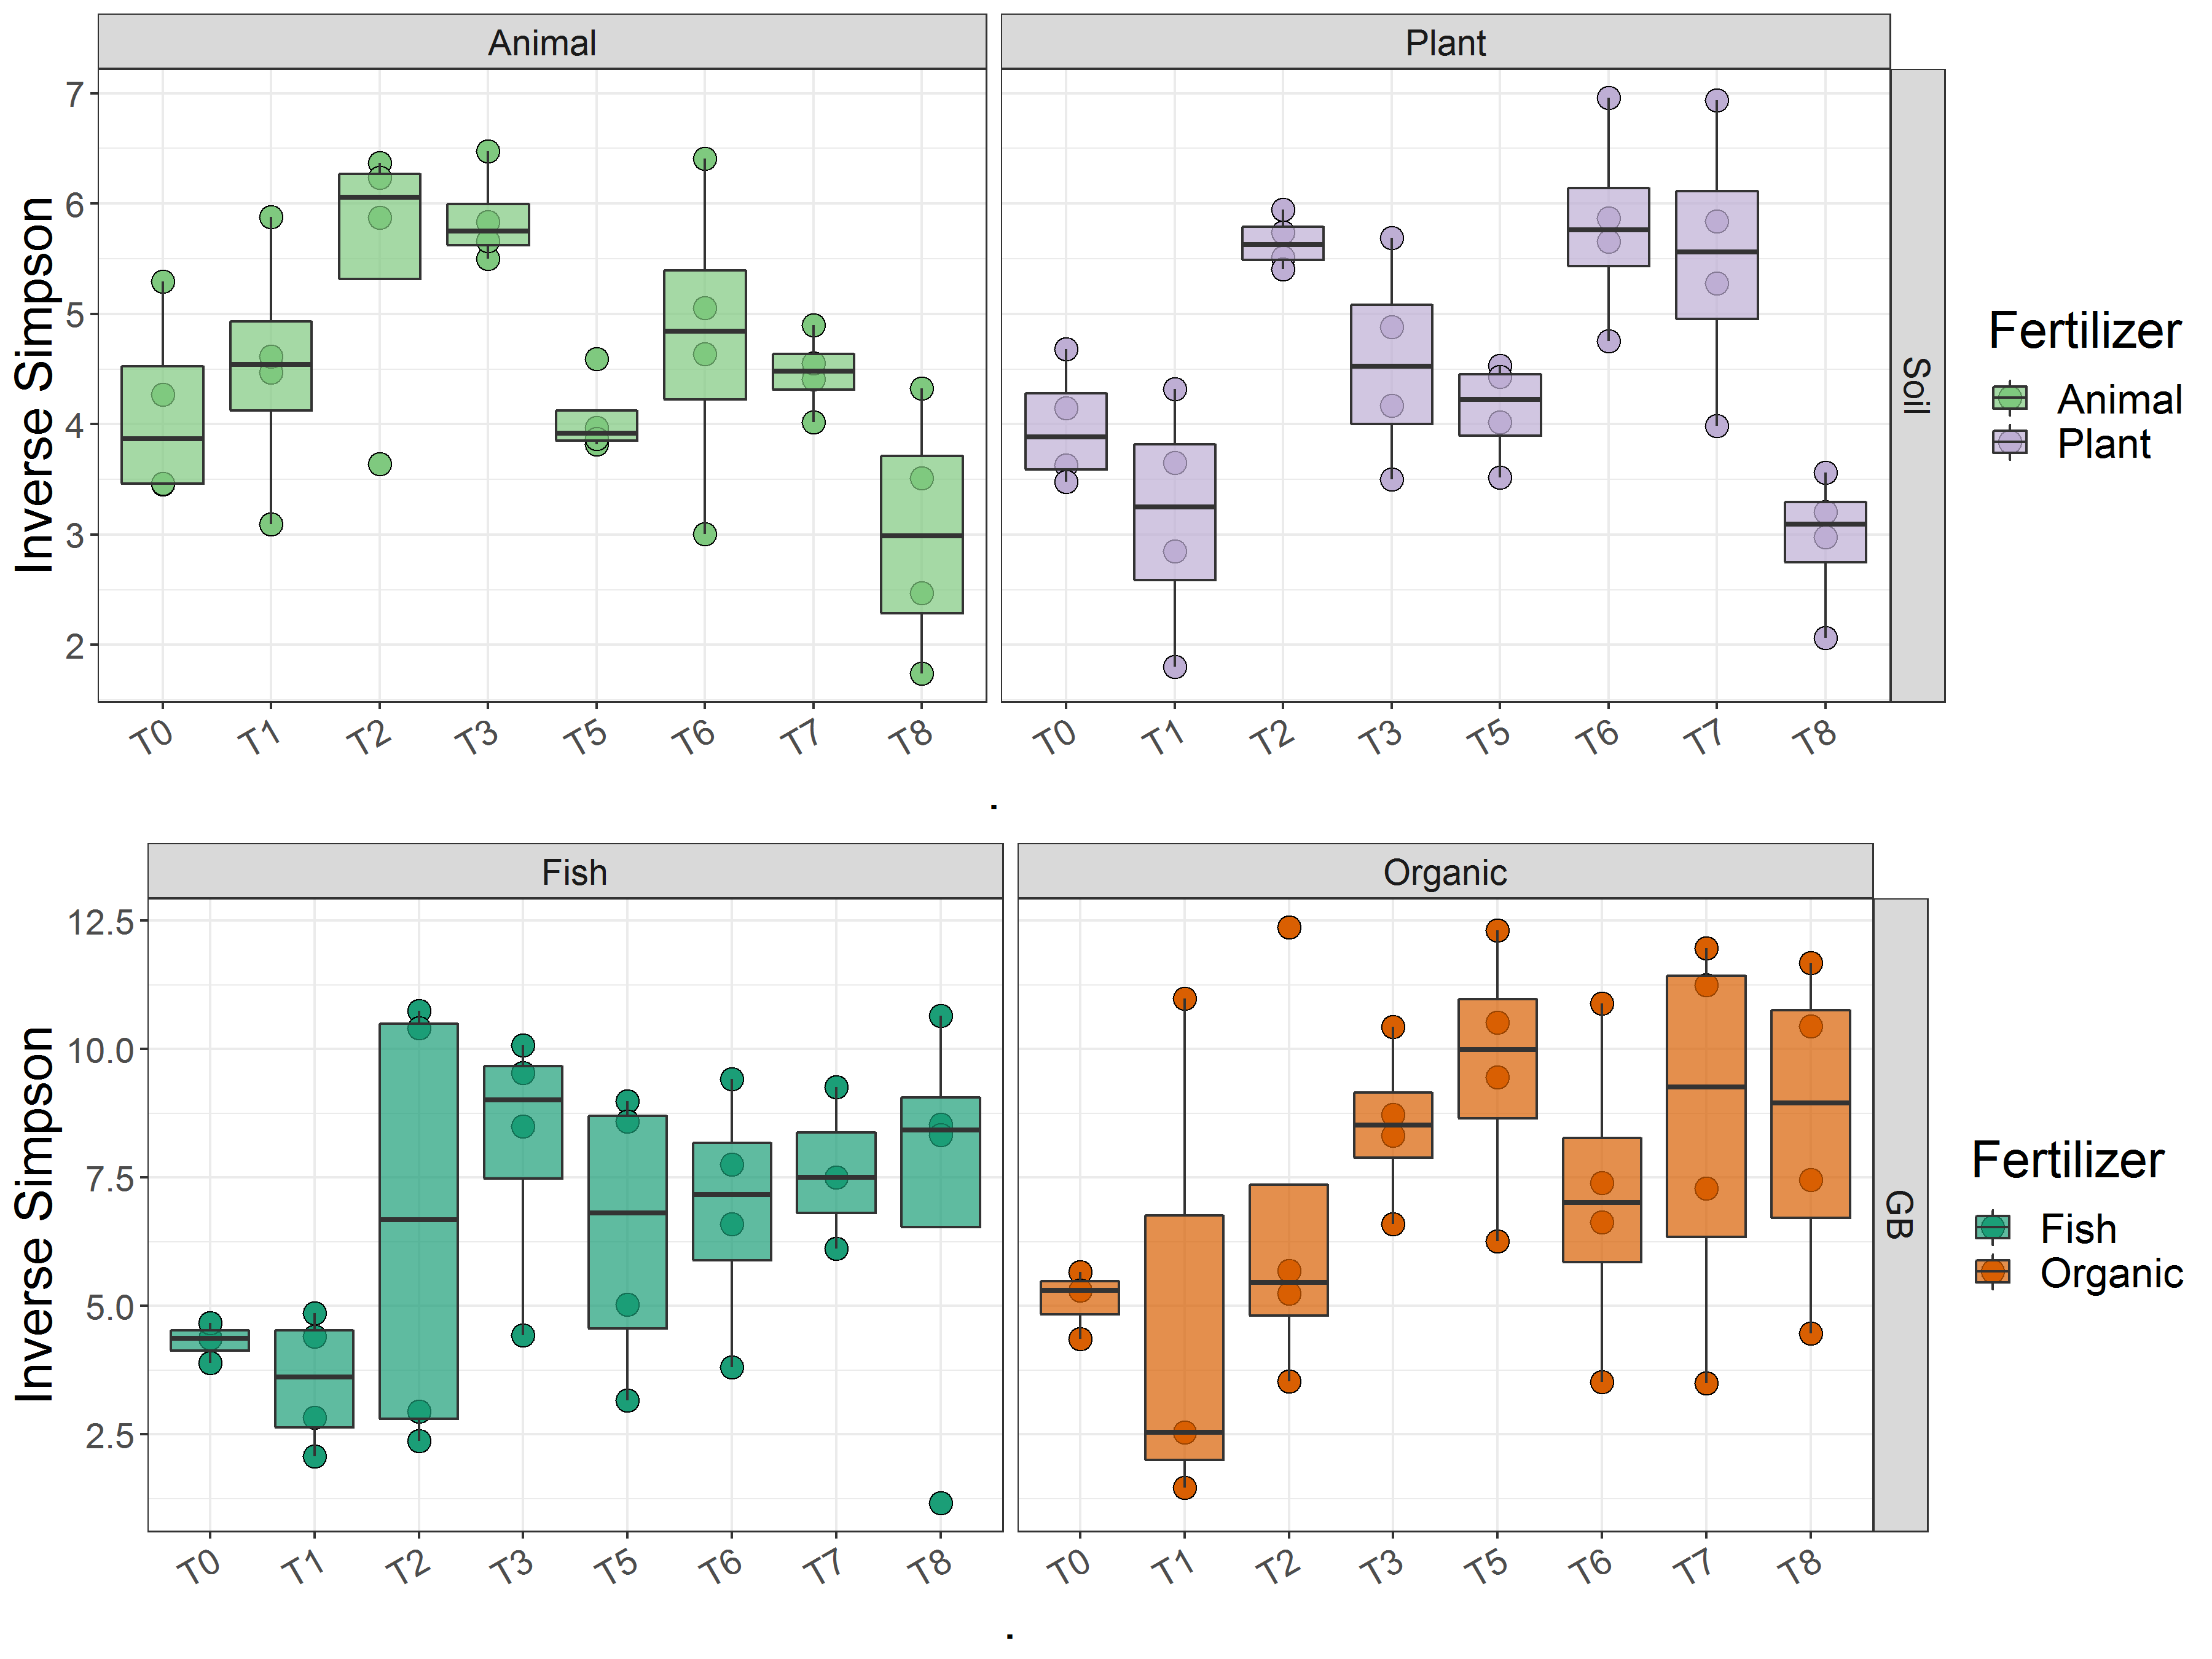 Animal Plant
Inverse Simpson
7
6
5
4
3
2
Soil
T0 T1 T2 T3 T5 T6 T7 T8 T0 T1 T2 T3 T5 T6 T7 T8
.
Fertilizer
Animal
Plant
Fish Organic
Inverse Simpson
12.5
10.0
7.5
5.0
2.5
GB
T0 T1 T2 T3 T5 T6 T7 T8 T0 T1 T2 T3 T5 T6 T7 T8
.
Fertilizer
Fish
Organic